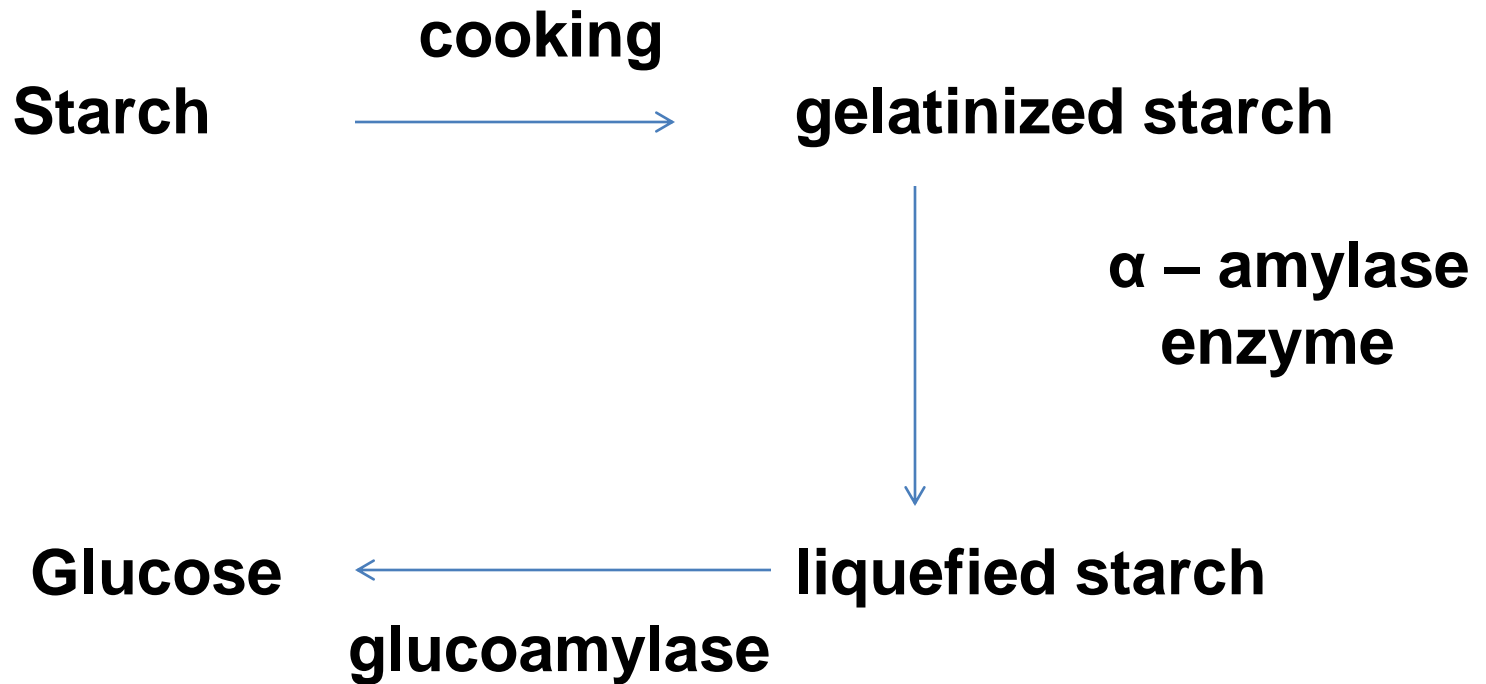 cooking
Starch
gelatinized starch
α – amylase
enzyme
Glucose
liquefied starch
glucoamylase